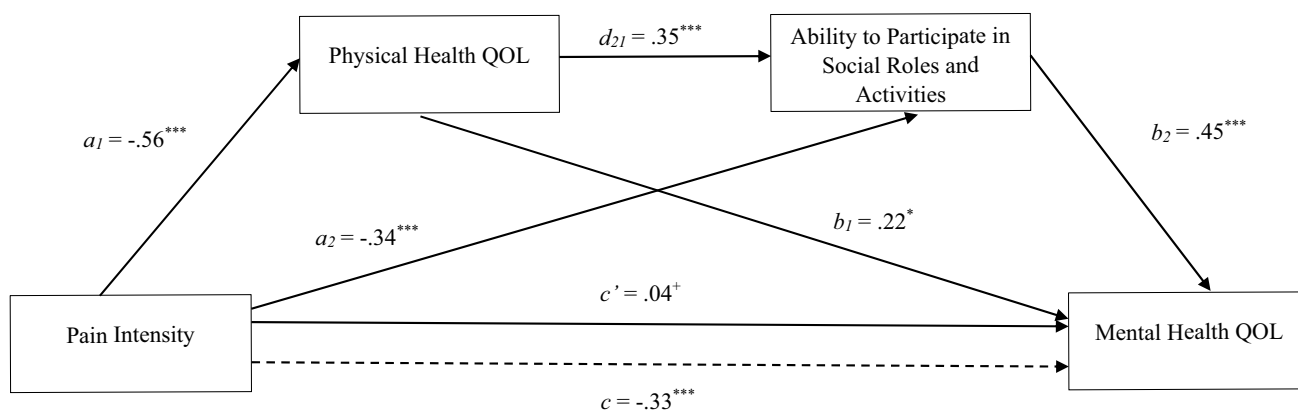 Physical Health QOL
d21 = .35***
Ability to Participate in
Social Roles and
Activities
a1 = -.56***
b2 = .45***
a2 = -.34***
b1 = .22*
c’ = .04+
Pain Intensity
Mental Health QOL
c = -.33***